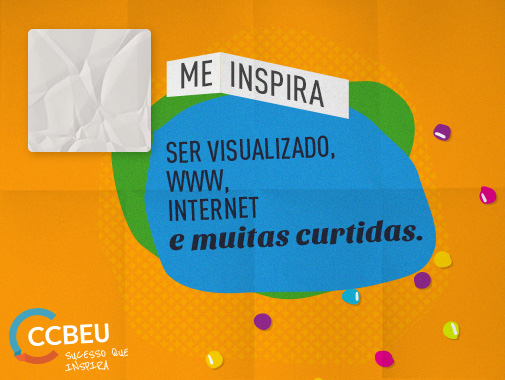 ME INSPIRA
SER VISUALIZADO,
WWW,
INTERNET
e muitas curtidas.
CCBEU
SUCESSO QUE
INSPIRA